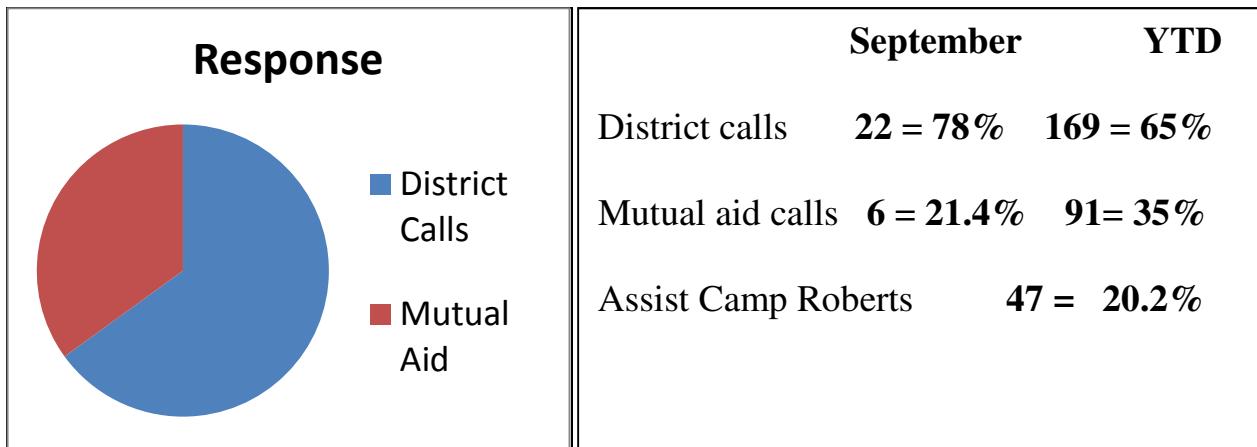 Response
District
Calls
Mutual
Aid
September YTD
District calls 22 = 78% 169 = 65%
Mutual aid calls 6 = 21.4% 91= 35%
Assist Camp Roberts 47 = 20.2%